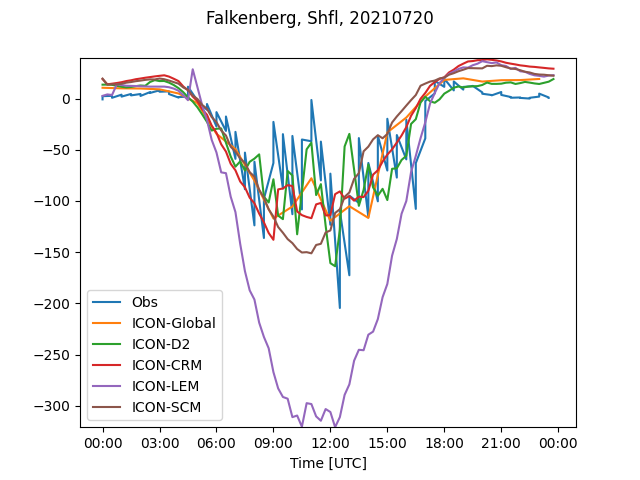 Falkenberg, Shfl, 20210720
0
−50
−100
−150
−200
−250
−300
Obs
ICON-Global
ICON-D2
ICON-CRM
ICON-LEM
ICON-SCM
00:00 03:00 06:00 09:00 12:00 15:00 18:00 21:00 00:00
Time [UTC]